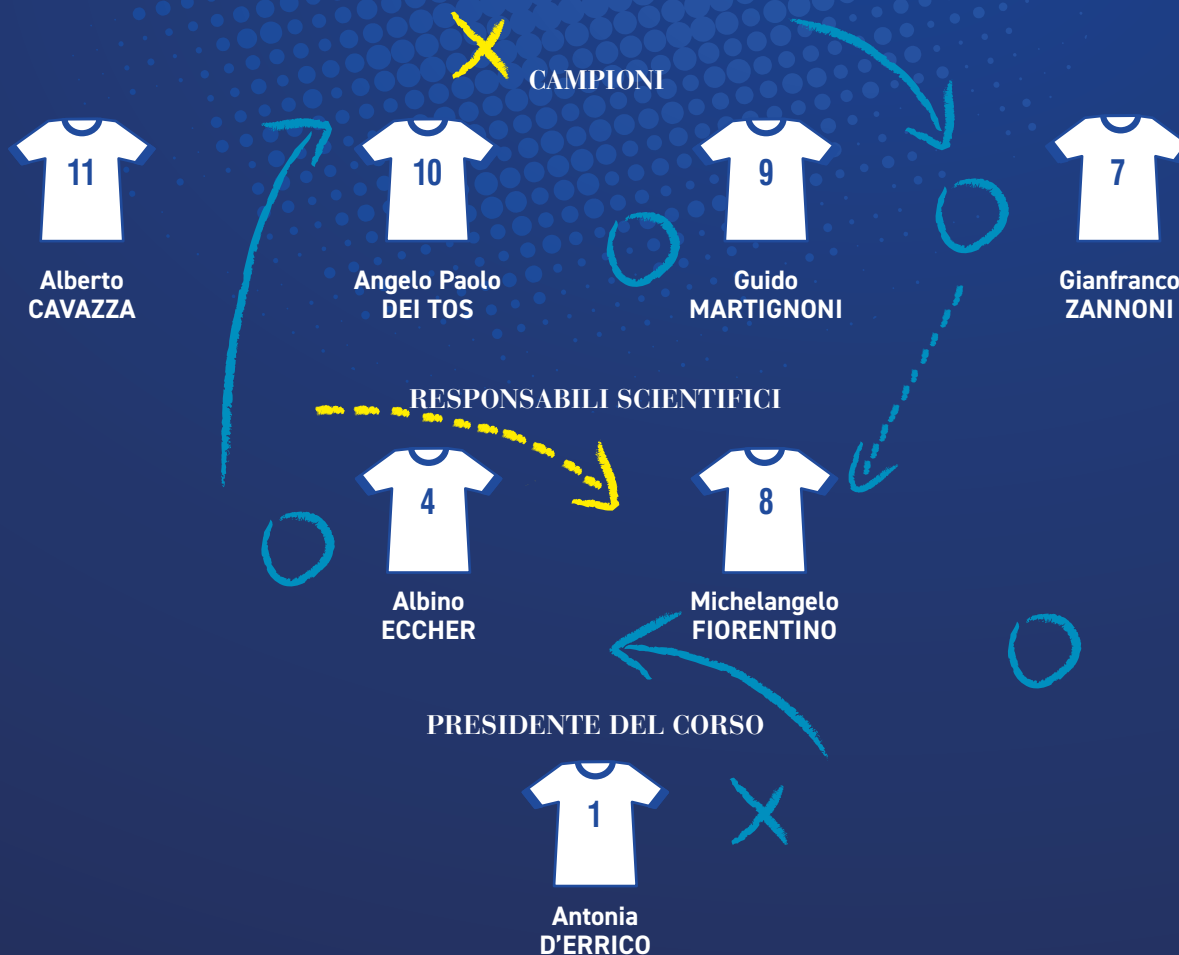 CAMPIONI
11
10
9
7
Alberto
CAVAZZA
Angelo Paolo
DEI TOS
Guido
MARTIGNONI
Gianfranco
ZANNONI
RESPONSABILI SCIENTIFICI
4
8
Albino
ECCHER
Michelangelo
FIORENTINO
PRESIDENTE DEL CORSO
1
Antonia
D'ERRICO